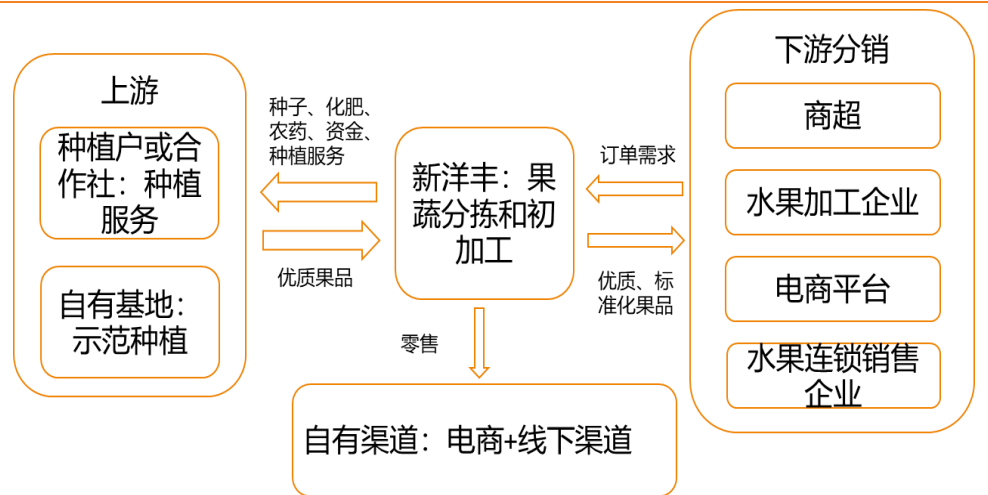 上游
种植户或合
作社：种植
服务
自有基地：
示范种植
种子、化肥、
农药、资金、
种植服务
优质果品
新洋丰：果
蔬分拣和初
加工
零售
自有渠道：电商+线下渠道
订单需求
优质、标
准化果品
下游分销
商超
水果加工企业
电商平台
水果连锁销售
企业